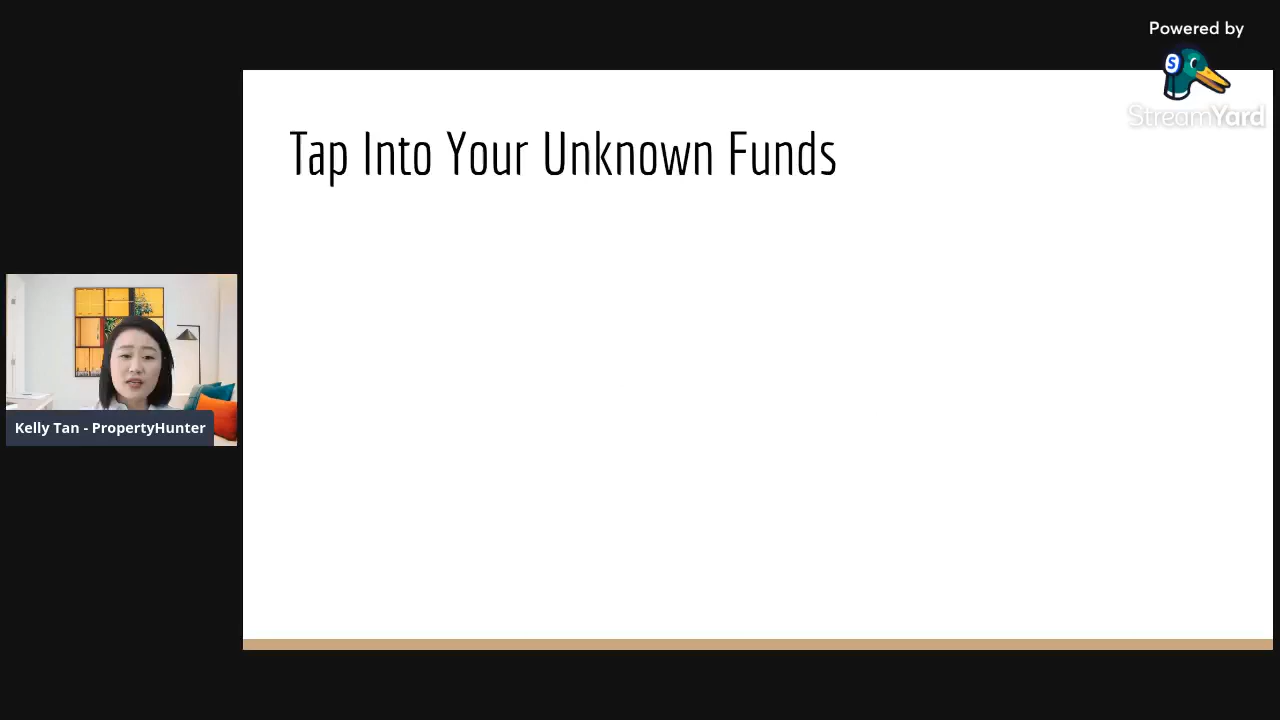 Powered by
StreamYard
Tap Into Your Unknown Funds
Kelly Tan - PropertyHunter